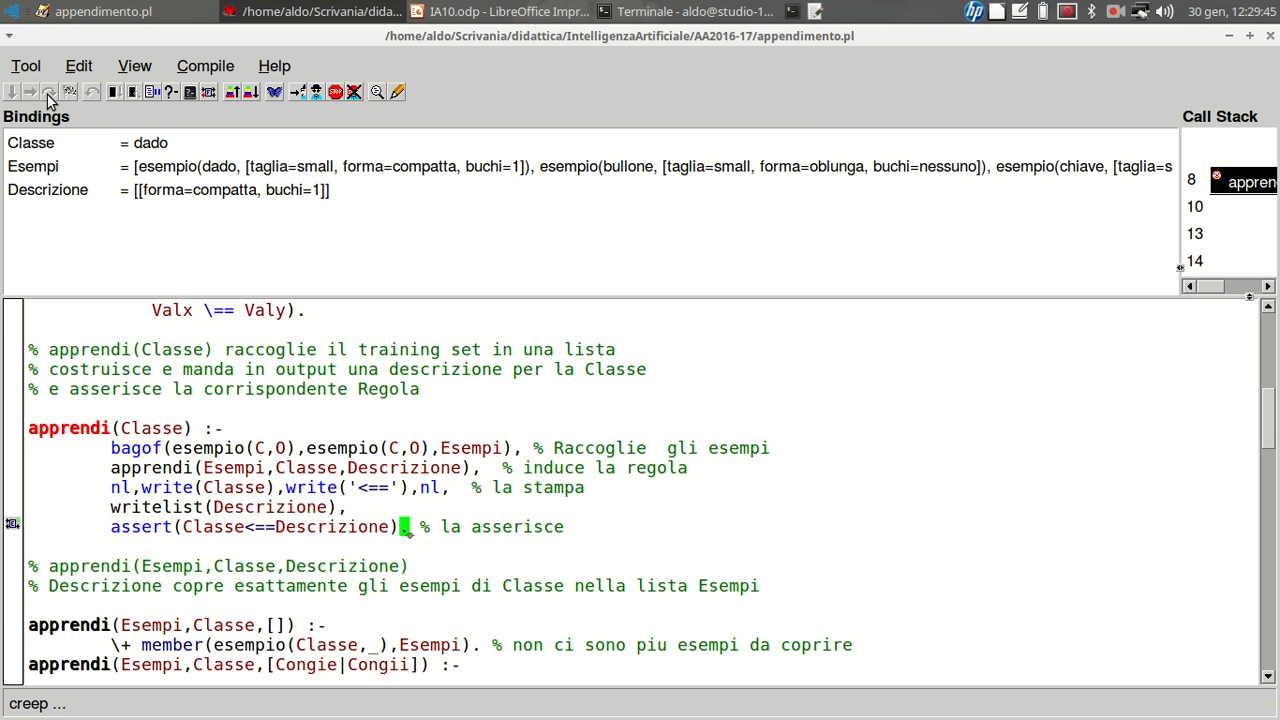 appendimento.pl
/home/aldo/Scrivania/dida...
IA10.odp - LibreOffice Impr...
Terminale - aldo@studio-1...
30 gen, 12:29:45
/home/aldo/Scrivania/didattica/IntelligenzaArtificiale/AA2016-17/appendimento.pl
Tool Edit View Compile Help
Bindings
Call Stack
Classe = dado
Esempi = [esempio(dado, [taglia=small, forma=compatta, buchi=1]), esempio(bullone, [taglia=small, forma=oblunga, buchi=nessuno]), esempio(chiave, [taglia=s
Descrizione = [[forma=compatta, buchi=1]]
8 appren
10
13
14
Valx \== Valy).
% apprendi(Classe) raccoglie il training set in una lista
% costruisce e manda in output una descrizione per la Classe
% e asserisce la corrispondente Regola
apprendi(Classe) :-
bagof(esempio(C,O),esempio(C,O),Esempi), % Raccoglie  gli esempi
apprendi(Esempi,Classe,Descrizione),  % induce la regola
nl,write(Classe),write('<=='),nl,  % la stampa
writelist(Descrizione),
assert(Classe<==Descrizione). % la asserisce
% apprendi(Esempi,Classe,Descrizione)
% Descrizione copre esattamente gli esempi di Classe nella lista Esempi
apprendi(Esempi,Classe,[]) :-
\+ member(esempio(Classe,_),Esempi). % non ci sono piu esempi da coprire
apprendi(Esempi,Classe,[Congie|Congii]) :-
creep ...